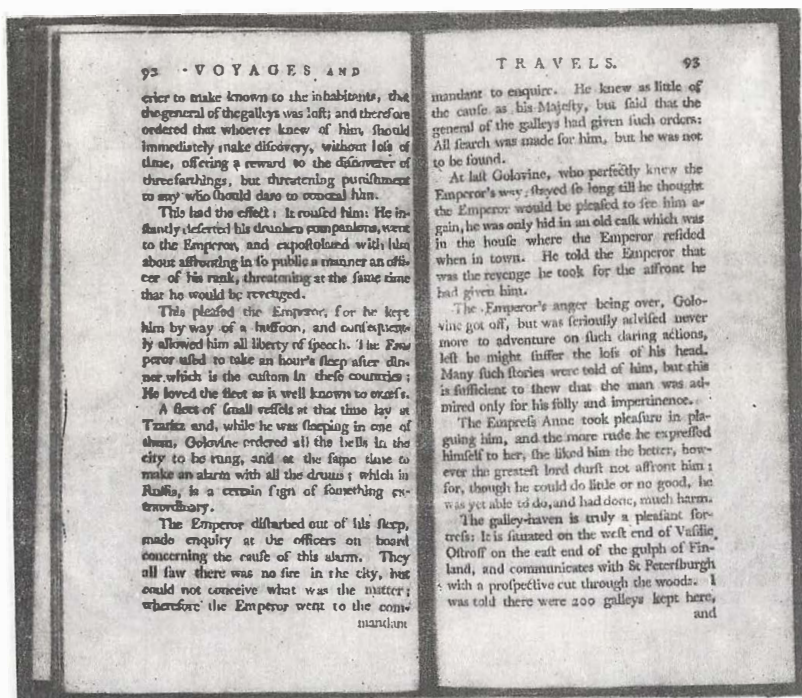 92 · VOYAGES AND
crier to make known to the inhabitants, that
the general of the galleys was loſt; and therefore
ordered that whoever knew of him, ſhould
immediately make diſcovery, without loſs of
time, offering a reward to the diſcoverer of
three farthings, but threatening puniſhment
to any who ſhould dare to conceal him.
This had the effect: It rouſed him: He in-
ſtantly deſerted his drunken companions, went
to the Emperor, and expoſtolated with him
about affronting in ſo public a manner an offi-
cer of his rank, threatening at the ſame time
that he would be revenged.
This pleaſed the Emperor, for he kept
him by way of a buffoon, and conſequent-
ly allowed him all liberty of ſpeech. The Em-
peror uſed to take an hour's ſleep after din-
ner which is the cuſtom in theſe countries;
He loved the fleet as is well known to exceſs.
A fleet of ſmall veſſels at that time lay at
and, while he was ſleeping in one of
them, Golovine ordered all the bells in the
city to be rung, and at the ſame time to
make an alarm with all the drums; which in
Ruſſia, is a certain ſign of ſomething ex-
traordinary.
The Emperor diſturbed out of his ſleep,
made enquiry at the officers on board
concerning the cauſe of this alarm. They
all ſaw there was no fire in the city, but
could not conceive what was the matter;
wherefore the Emperor went to the com-
mandant
TRAVELS. 93
mandant to enquire. He knew as little of
the cauſe as his Majeſty, but ſaid that the
general of the galleys had given ſuch orders:
All ſearch was made for him, but he was not
to be found.
At laſt Golovine, who perfectly knew the
Emperor's way, ſtayed ſo long till he thought
the Emperor would be pleaſed to ſee him a-
gain, he was only hid in an old caſk which was
in the houſe where the Emperor reſided
when in town. He told the Emperor that
was the revenge he took for the affront he
had given him.
The Emperor's anger being over, Golo-
vine got off, but was ſeriouſly adviſed never
more to adventure on ſuch daring actions,
leſt he might ſuffer the loſs of his head.
Many ſuch ſtories were told of him, but this
is ſufficient to ſhew that the man was ad-
mired only for his folly and impertinence.
The Empreſs Anne took pleaſure in pla-
guing him, and the more rude he expreſſed
himſelf to her, ſhe liked him the better, how-
ever the greateſt lord durſt not affront him;
for, though he could do little or no good, he
was yet able to do, and had done, much harm.
The galley-haven is truly a pleaſant for-
treſs: It is ſituated on the weſt end of Vaſilie
Oſtroff on the eaſt end of the gulph of Fin-
land, and communicates with St Peterſburgh
with a proſpective cut through the woods. I
was told there were 200 galleys kept here,
and